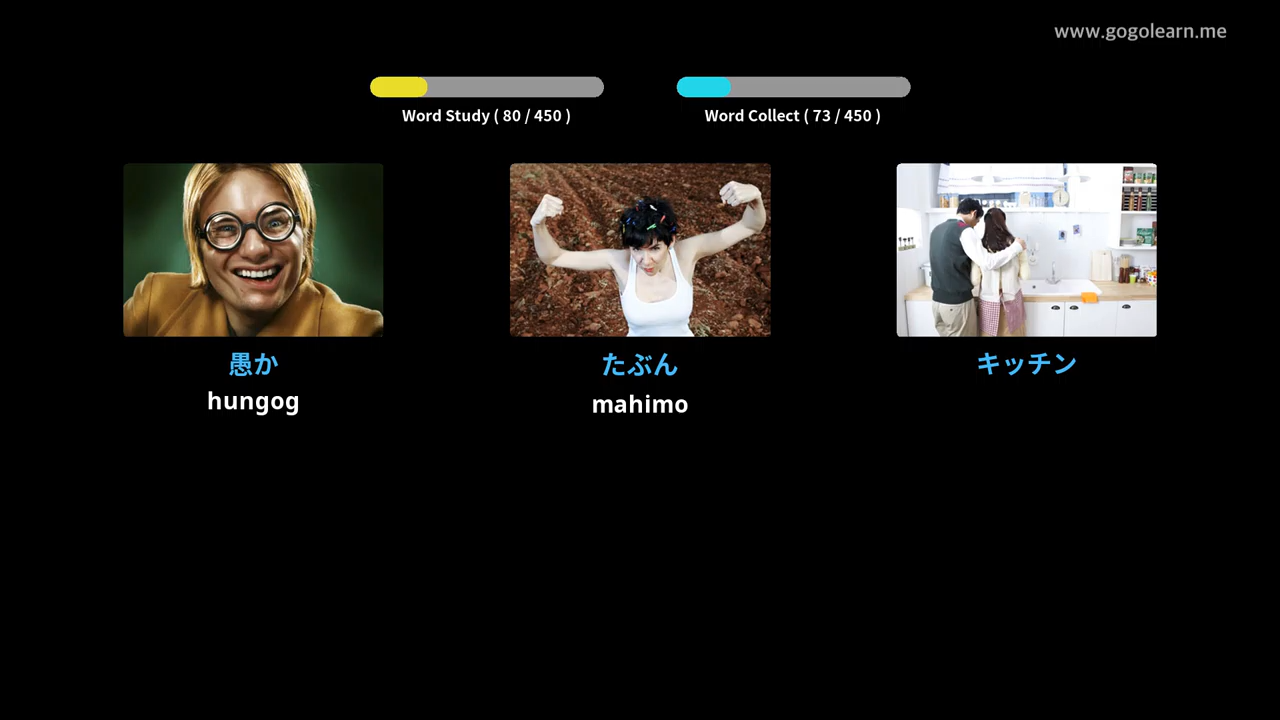 www.gogolearn.me
Word Study ( 80 / 450 )
Word Collect ( 73 / 450 )
愚か
たぶん
キッチン
hungog
mahimo